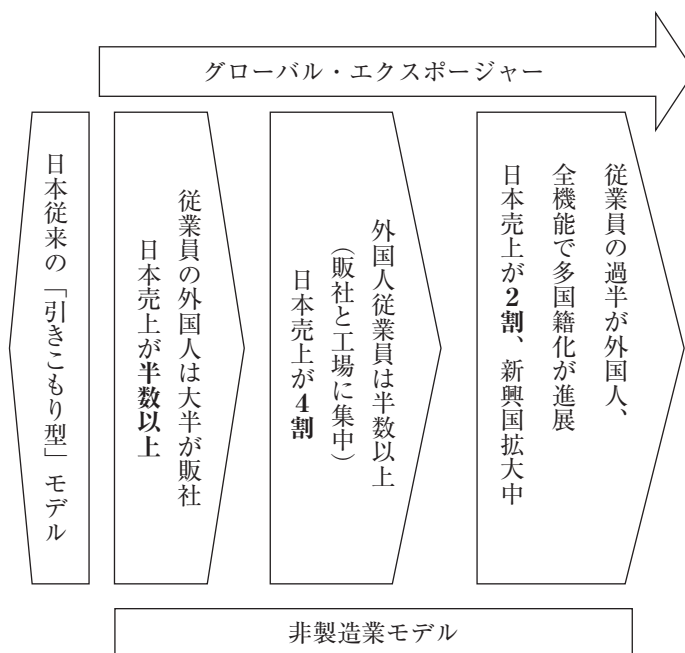 グローバル・エクスポージャー
日本従来の「引きこもり型」モデル
従業員の外国人は大半が販社
日本売上が半数以上
外国人従業員は半数以上
(販社と工場に集中)
日本売上が4割
従業員の過半が外国人、
全機能で多国籍化が進展
日本売上が2割、新興国拡大中
非製造業モデル